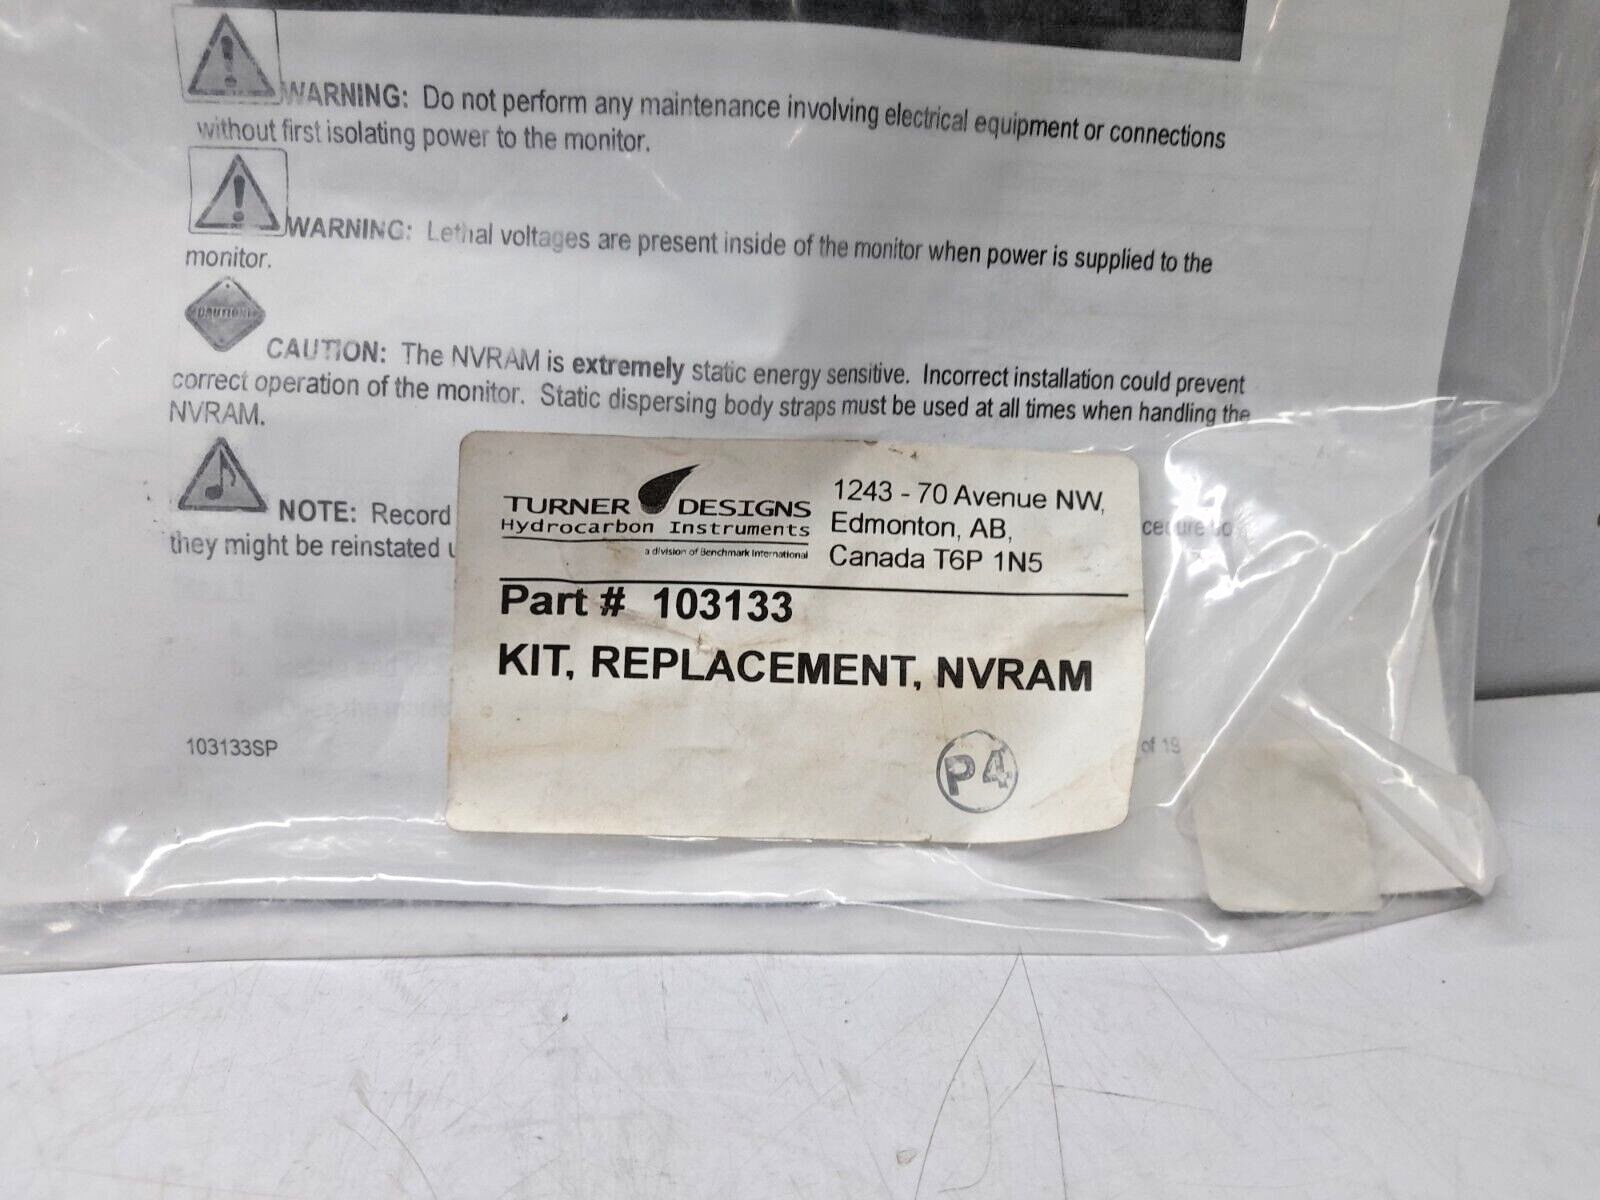 WARNING: Do not perform any maintenance involving electrical equipment or connections
without first isolating power to the monitor.
WARNING: Lethal voltages are present inside of the monitor when power is supplied to the
monitor.
CAUTION!
CAUTION: The NVRAM is extremely static energy sensitive. Incorrect installation could prevent
correct operation of the monitor. Static dispersing body straps must be used at all times when handling the
NVRAM.
NOTE: Record
they might be reinstated
TURNER DESIGNS
Hydrocarbon Instruments
a division of Benchmark International
1243 - 70 Avenue NW,
Edmonton, AB,
Canada T6P 1N5
Part # 103133
KIT, REPLACEMENT, NVRAM
P4
103133SP
of 19